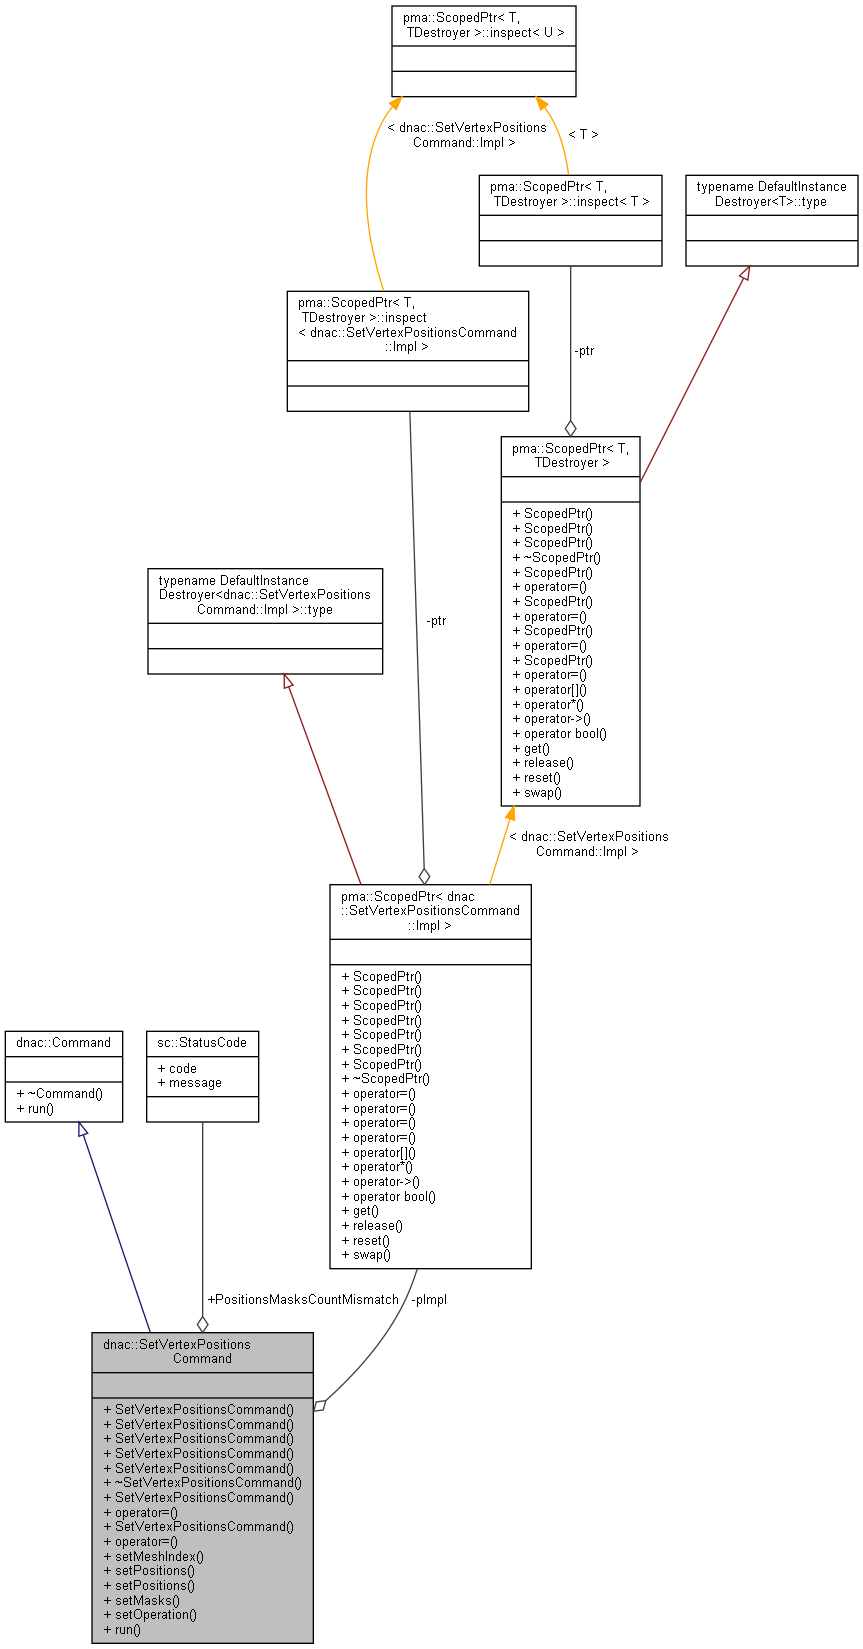 pma::ScopedPtr< T,
TDestroyer >::inspect< U >
< dnac::SetVertexPositions
Command::Impl >
< T >
pma::ScopedPtr< T,
TDestroyer >::inspect< T >
typename DefaultInstance
Destroyer<T>::type
pma::ScopedPtr< T,
TDestroyer >::inspect
< dnac::SetVertexPositionsCommand
::Impl >
-ptr
pma::ScopedPtr< T,
TDestroyer >
+ ScopedPtr()
+ ScopedPtr()
+ ScopedPtr()
+ ~ScopedPtr()
+ ScopedPtr()
+ operator=()
+ ScopedPtr()
+ operator=()
+ ScopedPtr()
+ operator=()
+ ScopedPtr()
+ operator=()
+ operator[]()
+ operator*()
+ operator->()
+ operator bool()
+ get()
+ release()
+ reset()
+ swap()
typename DefaultInstance
Destroyer<dnac::SetVertexPositions
Command::Impl >::type
-ptr
< dnac::SetVertexPositions
Command::Impl >
pma::ScopedPtr< dnac
::SetVertexPositionsCommand
::Impl >
+ ScopedPtr()
+ ScopedPtr()
+ ScopedPtr()
+ ScopedPtr()
+ ScopedPtr()
+ ScopedPtr()
+ ScopedPtr()
+ ~ScopedPtr()
+ operator=()
+ operator=()
+ operator=()
+ operator=()
+ operator[]()
+ operator*()
+ operator->()
+ operator bool()
+ get()
+ release()
+ reset()
+ swap()
dnac::Command
+ ~Command()
+ run()
sc::StatusCode
+ code
+ message
+PositionsMasksCountMismatch
-pImpl
dnac::SetVertexPositions
Command
+ SetVertexPositionsCommand()
+ SetVertexPositionsCommand()
+ SetVertexPositionsCommand()
+ SetVertexPositionsCommand()
+ SetVertexPositionsCommand()
+ ~SetVertexPositionsCommand()
+ SetVertexPositionsCommand()
+ operator=()
+ SetVertexPositionsCommand()
+ operator=()
+ setMeshIndex()
+ setPositions()
+ setPositions()
+ setMasks()
+ setOperation()
+ run()